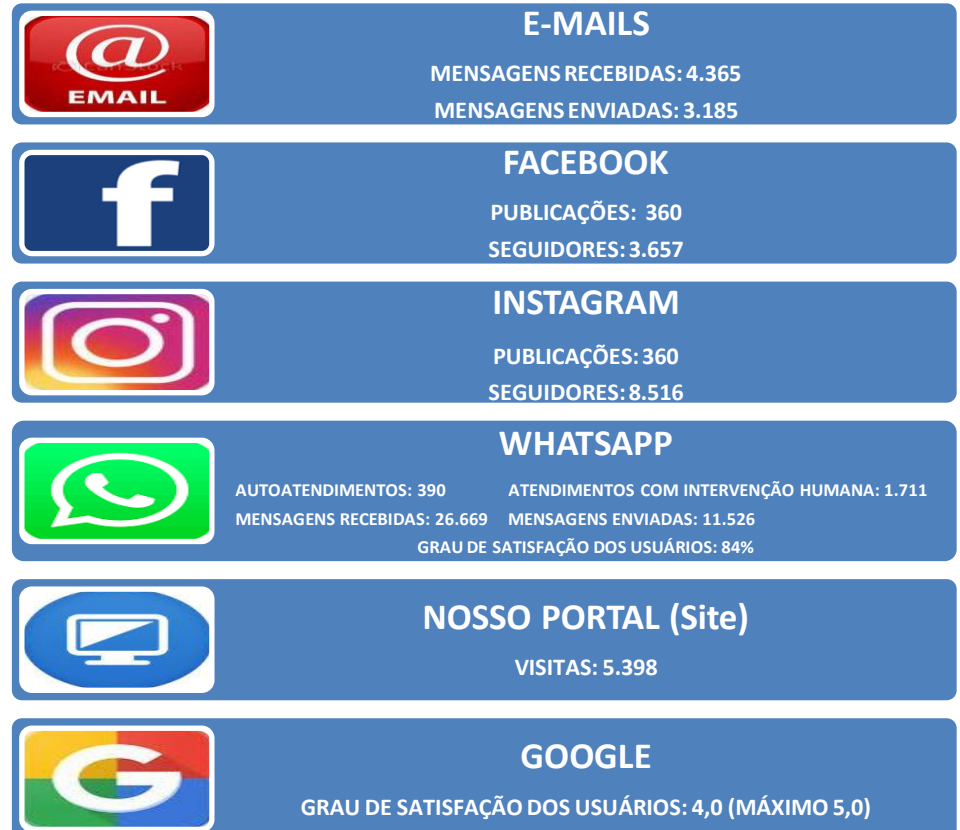 @
EMAIL
E-MAILS
MENSAGENS RECEBIDAS: 4.365
MENSAGENS ENVIADAS: 3.185
f
FACEBOOK
PUBLICAÇÕES: 360
SEGUIDORES: 3.657
INSTAGRAM
PUBLICAÇÕES: 360
SEGUIDORES: 8.516
WHATSAPP
AUTOATENDIMENTOS: 390 ATENDIMENTOS COM INTERVENÇÃO HUMANA: 1.711
MENSAGENS RECEBIDAS: 26.669 MENSAGENS ENVIADAS: 11.526
GRAU DE SATISFAÇÃO DOS USUÁRIOS: 84%
NOSSO PORTAL (Site)
VISITAS: 5.398
G
GOOGLE
GRAU DE SATISFAÇÃO DOS USUÁRIOS: 4,0 (MÁXIMO 5,0)